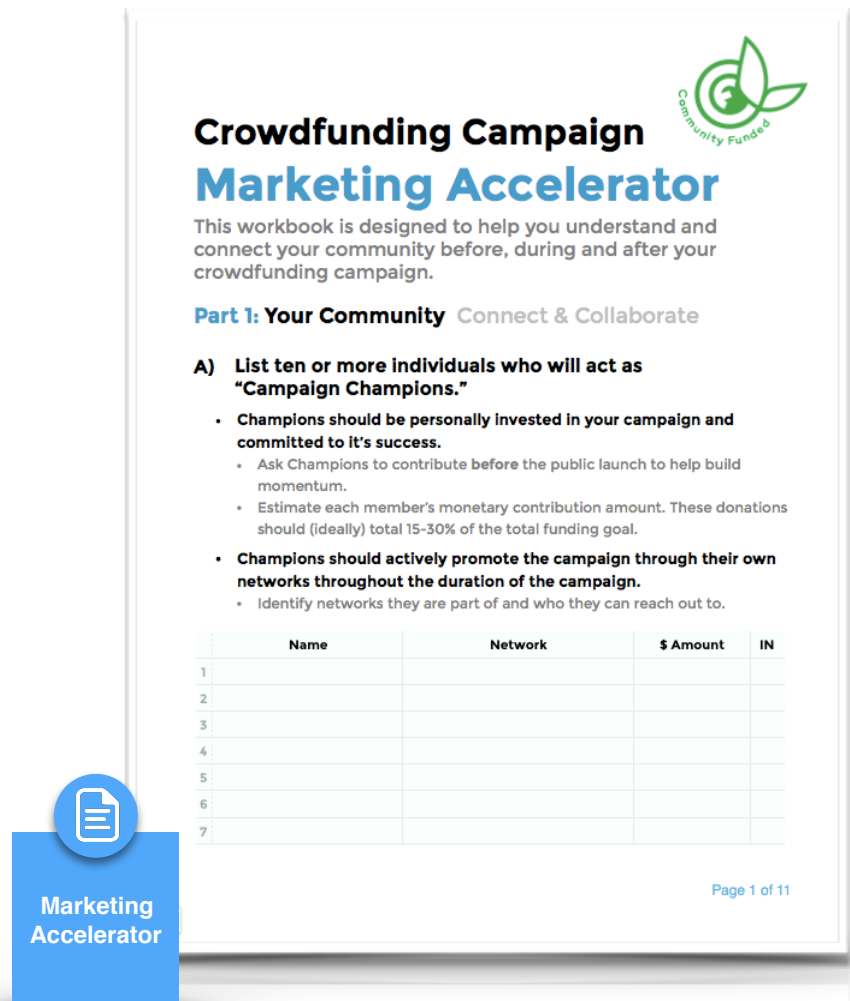 Community Funded
Crowdfunding Campaign
Marketing Accelerator
This workbook is designed to help you understand and
connect your community before, during and after your
crowdfunding campaign.
Part 1: Your Community Connect & Collaborate
A) List ten or more individuals who will act as
“Campaign Champions.”
• Champions should be personally invested in your campaign and
committed to it’s success.
• Ask Champions to contribute before the public launch to help build
momentum.
• Estimate each member’s monetary contribution amount. These donations
should (ideally) total 15-30% of the total funding goal.
• Champions should actively promote the campaign through their own
networks throughout the duration of the campaign.
• Identify networks they are part of and who they can reach out to.
Name Network $ Amount IN
1
2
3
4
5
6
7
Page 1 of 11
Marketing
Accelerator